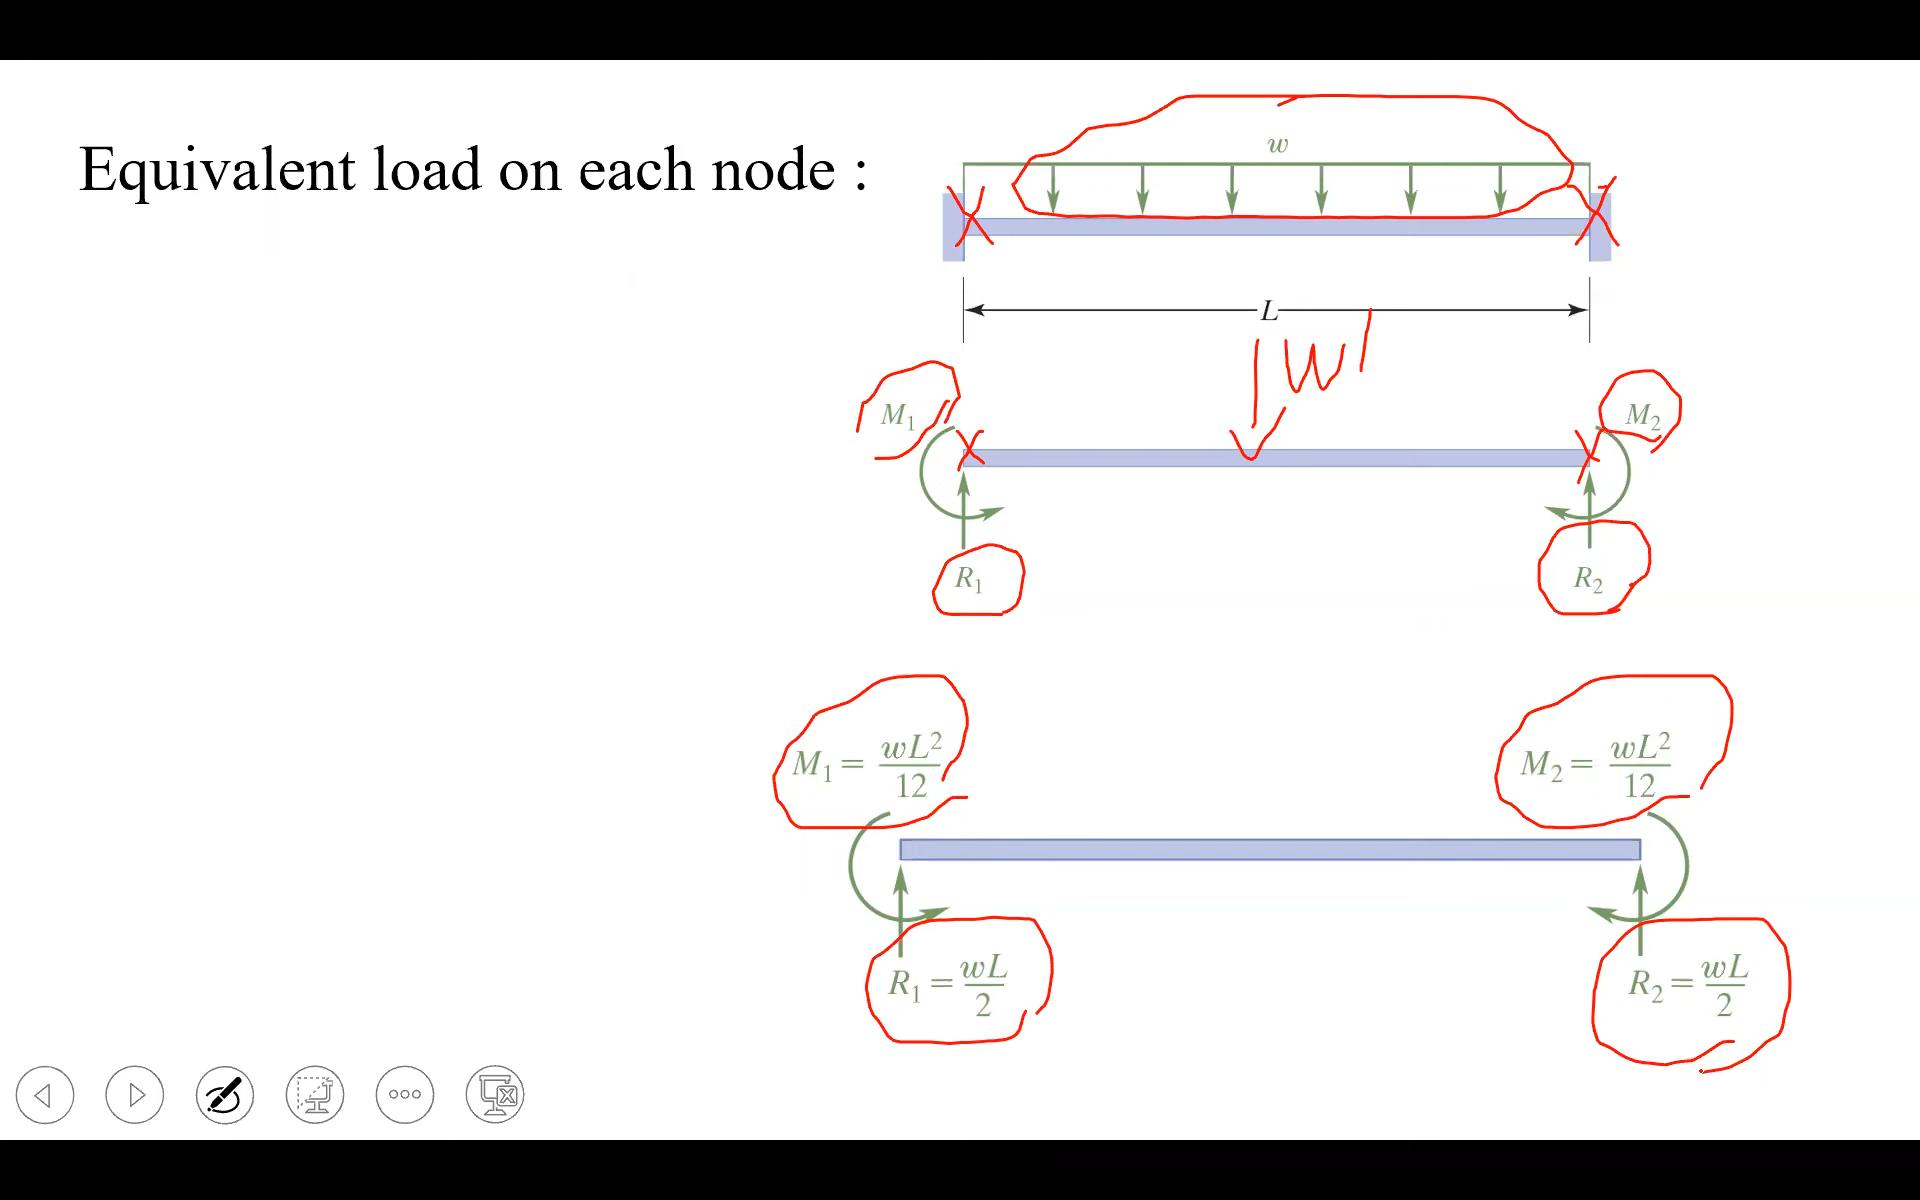 w
Equivalent load on each node :
L
wl
M₁
M₂
R₁
R₂
M₁ = wL²/12
M₂ = wL²/12
R₁ = wL/2
R₂ = wL/2